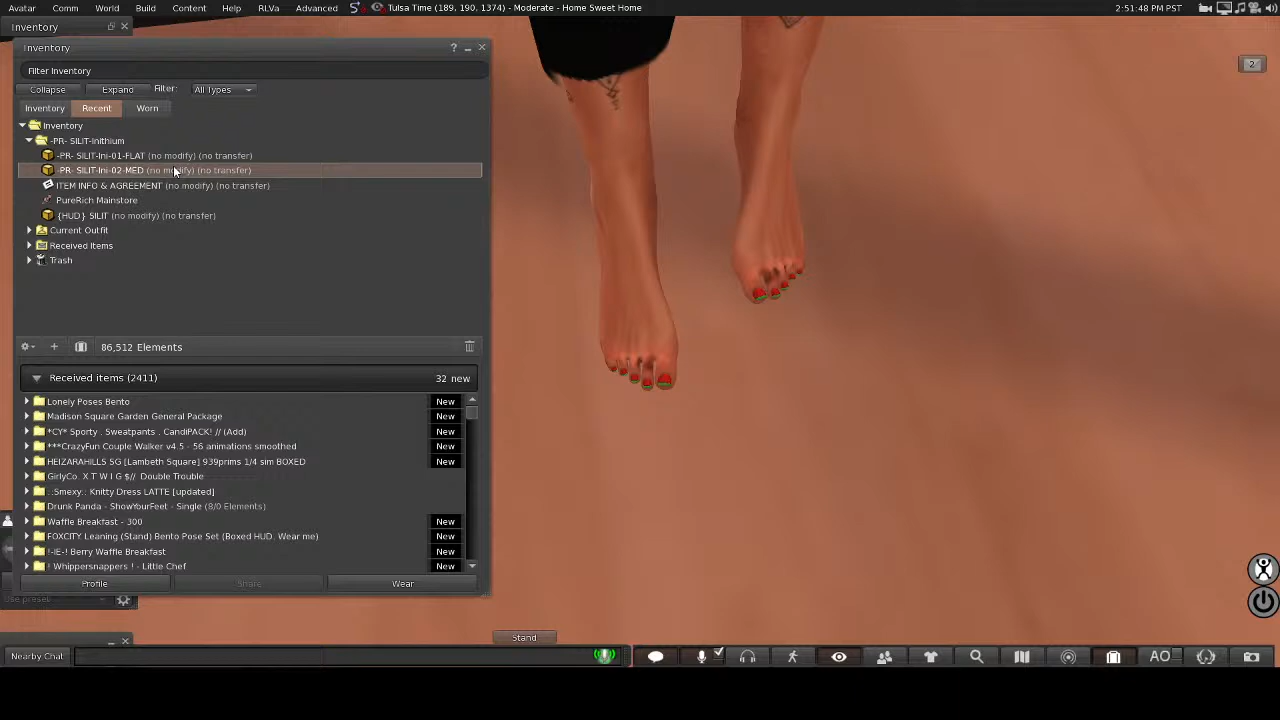 Avatar Comm World Build Content Help RLVa Advanced Tulsa Time (189, 190, 1374) - Moderate - Home Sweet Home 2:51:48 PM PST
Inventory
Inventory ?
Filter Inventory
Collapse Expand Filter: All Types
Inventory Recent Worn
Inventory
-PR- SILIT-Inithium
-PR- SILIT-Ini-01-FLAT (no modify) (no transfer)
-PR- SILIT-Ini-02-MED (no modify) (no transfer)
ITEM INFO & AGREEMENT (no modify) (no transfer)
PureRich Mainstore
{HUD} SILIT (no modify) (no transfer)
Current Outfit
Received Items
Trash
86,512 Elements
Received items (2411) 32 new
Lonely Poses Bento New
Madison Square Garden General Package New
*CY* Sporty . Sweatpants . CandiPACK! // (Add) New
***CrazyFun Couple Walker v4.5 - 56 animations smoothed New
HEIZARAHILLS SG [Lambeth Square] 939prims 1/4 sim BOXED New
GirlyCo. X T W I G $// Double Trouble
::Smexy:: Knitty Dress LATTE [updated]
Drunk Panda - ShowYourFeet - Single (8/0 Elements)
Waffle Breakfast - 300 New
FOXCITY Leaning (Stand) Bento Pose Set (Boxed HUD. Wear me) New
!-IE-! Berry Waffle Breakfast New
! Whippersnappers ! - Little Chef New
Profile Share Wear
Use preset...
Stand
Nearby Chat AO
2